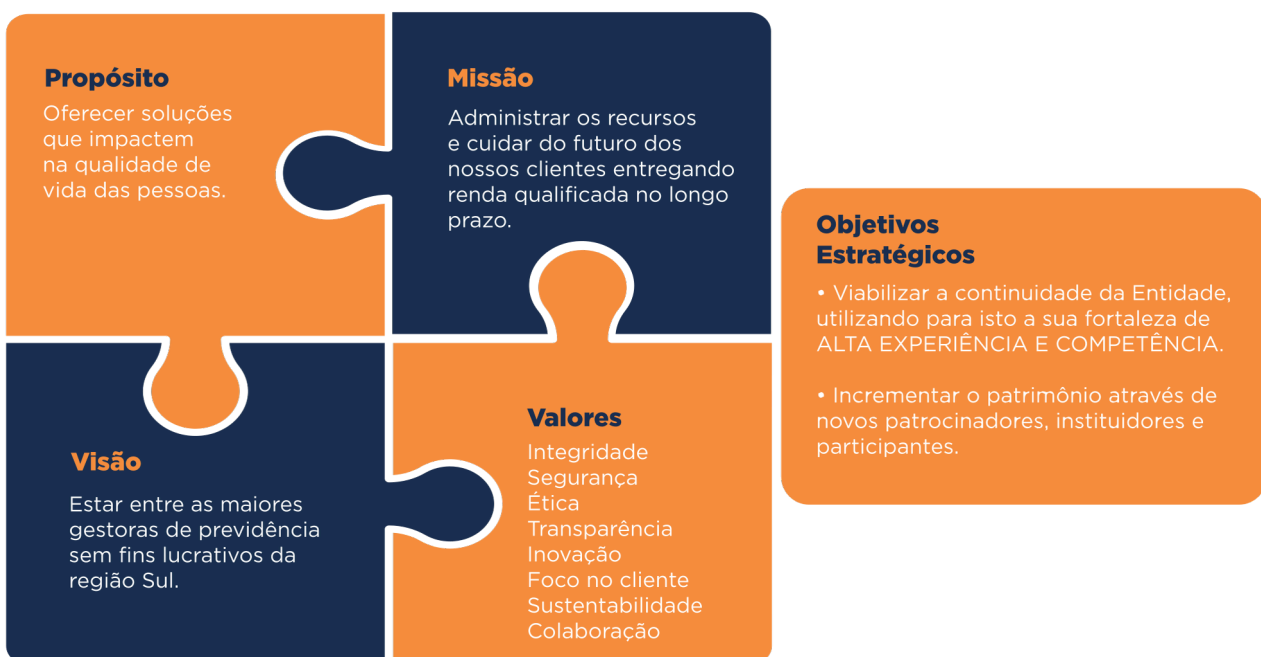 Propósito
Oferecer soluções
que impactem
na qualidade de
vida das pessoas.
Missão
Administrar os recursos
e cuidar do futuro dos
nossos clientes entregando
renda qualificada no longo
prazo.
Visão
Estar entre as maiores
gestoras de previdência
sem fins lucrativos da
região Sul.
Valores
Integridade
Segurança
Ética
Transparência
Inovação
Foco no cliente
Sustentabilidade
Colaboração
Objetivos
Estratégicos
• Viabilizar a continuidade da Entidade,
utilizando para isto a sua fortaleza de
ALTA EXPERIÊNCIA E COMPETÊNCIA.
• Incrementar o patrimônio através de
novos patrocinadores, instituidores e
participantes.